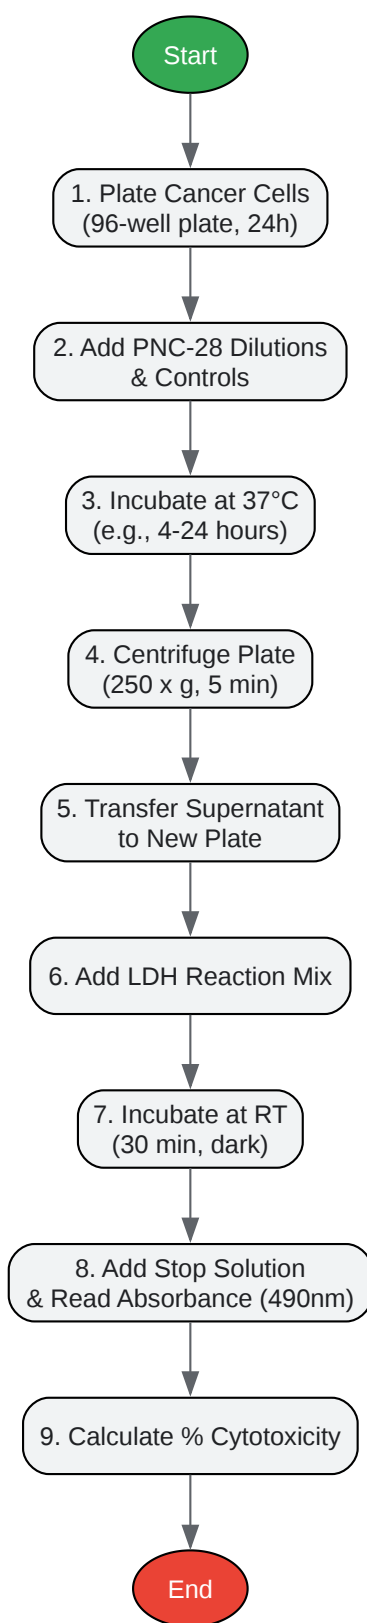 Start
1. Plate Cancer Cells
(96-well plate, 24h)
2. Add PNC-28 Dilutions
& Controls
3. Incubate at 37°C
(e.g., 4-24 hours)
4. Centrifuge Plate
(250 x g, 5 min)
5. Transfer Supernatant
to New Plate
6. Add LDH Reaction Mix
7. Incubate at RT
(30 min, dark)
8. Add Stop Solution
& Read Absorbance (490nm)
9. Calculate % Cytotoxicity
End